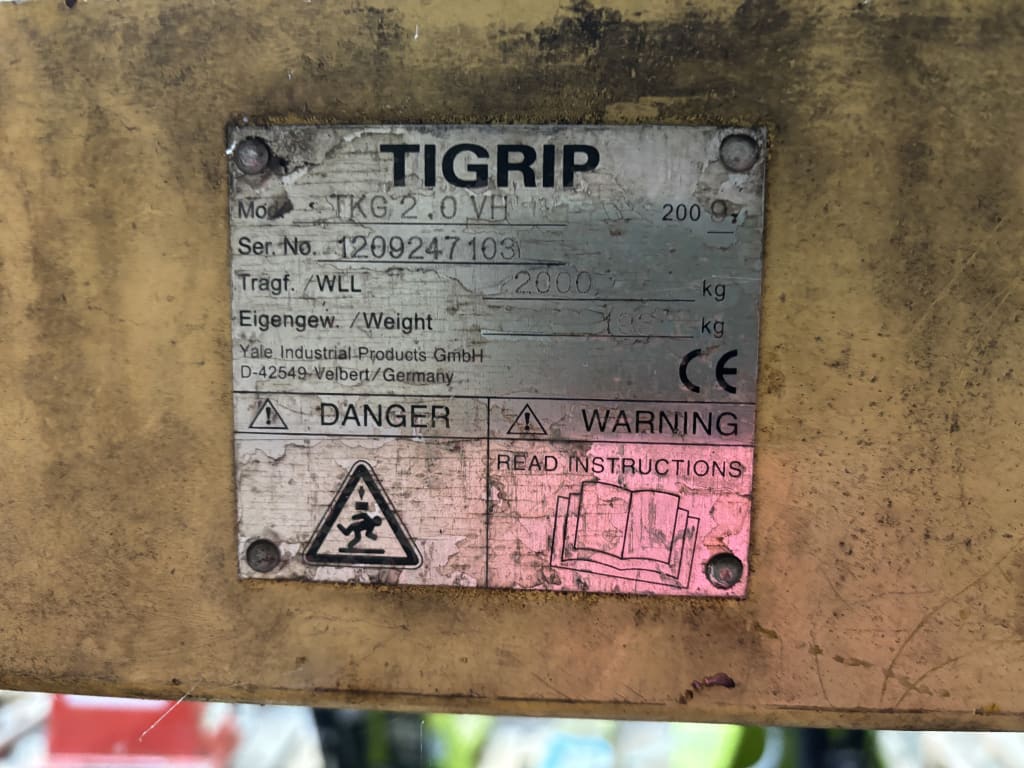 TIGRIP
Mod. TKG 2.0 VH 2009
Ser. No. 1209247103
Tragf. /WLL 2000 kg
Eigengew. /Weight kg
Yale Industrial Products GmbH
D-42549 Velbert/Germany
CE
DANGER
WARNING
READ INSTRUCTIONS